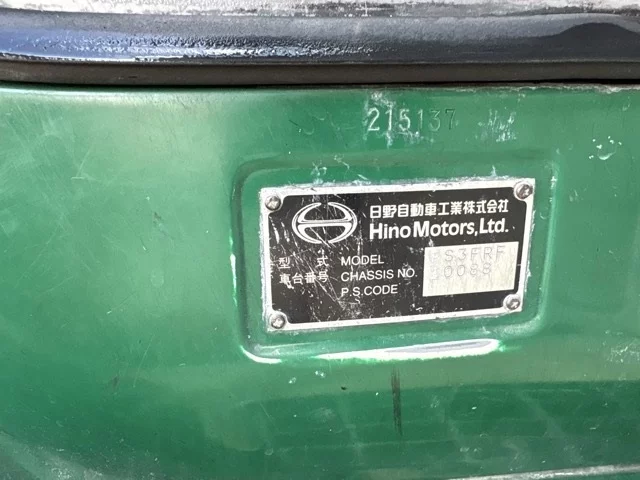 215137
日野自動車工業株式会社
Hino Motors, Ltd.
型 式 MODEL
車台番号 CHASSIS NO.
P.S.CODE